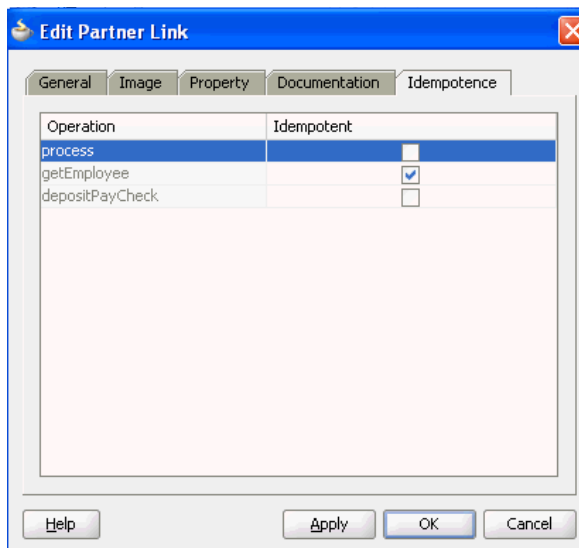 Edit Partner Link
General Image Property Documentation Idempotence
Operation Idempotent
process
getEmployee
depositPayCheck
Help Apply OK Cancel